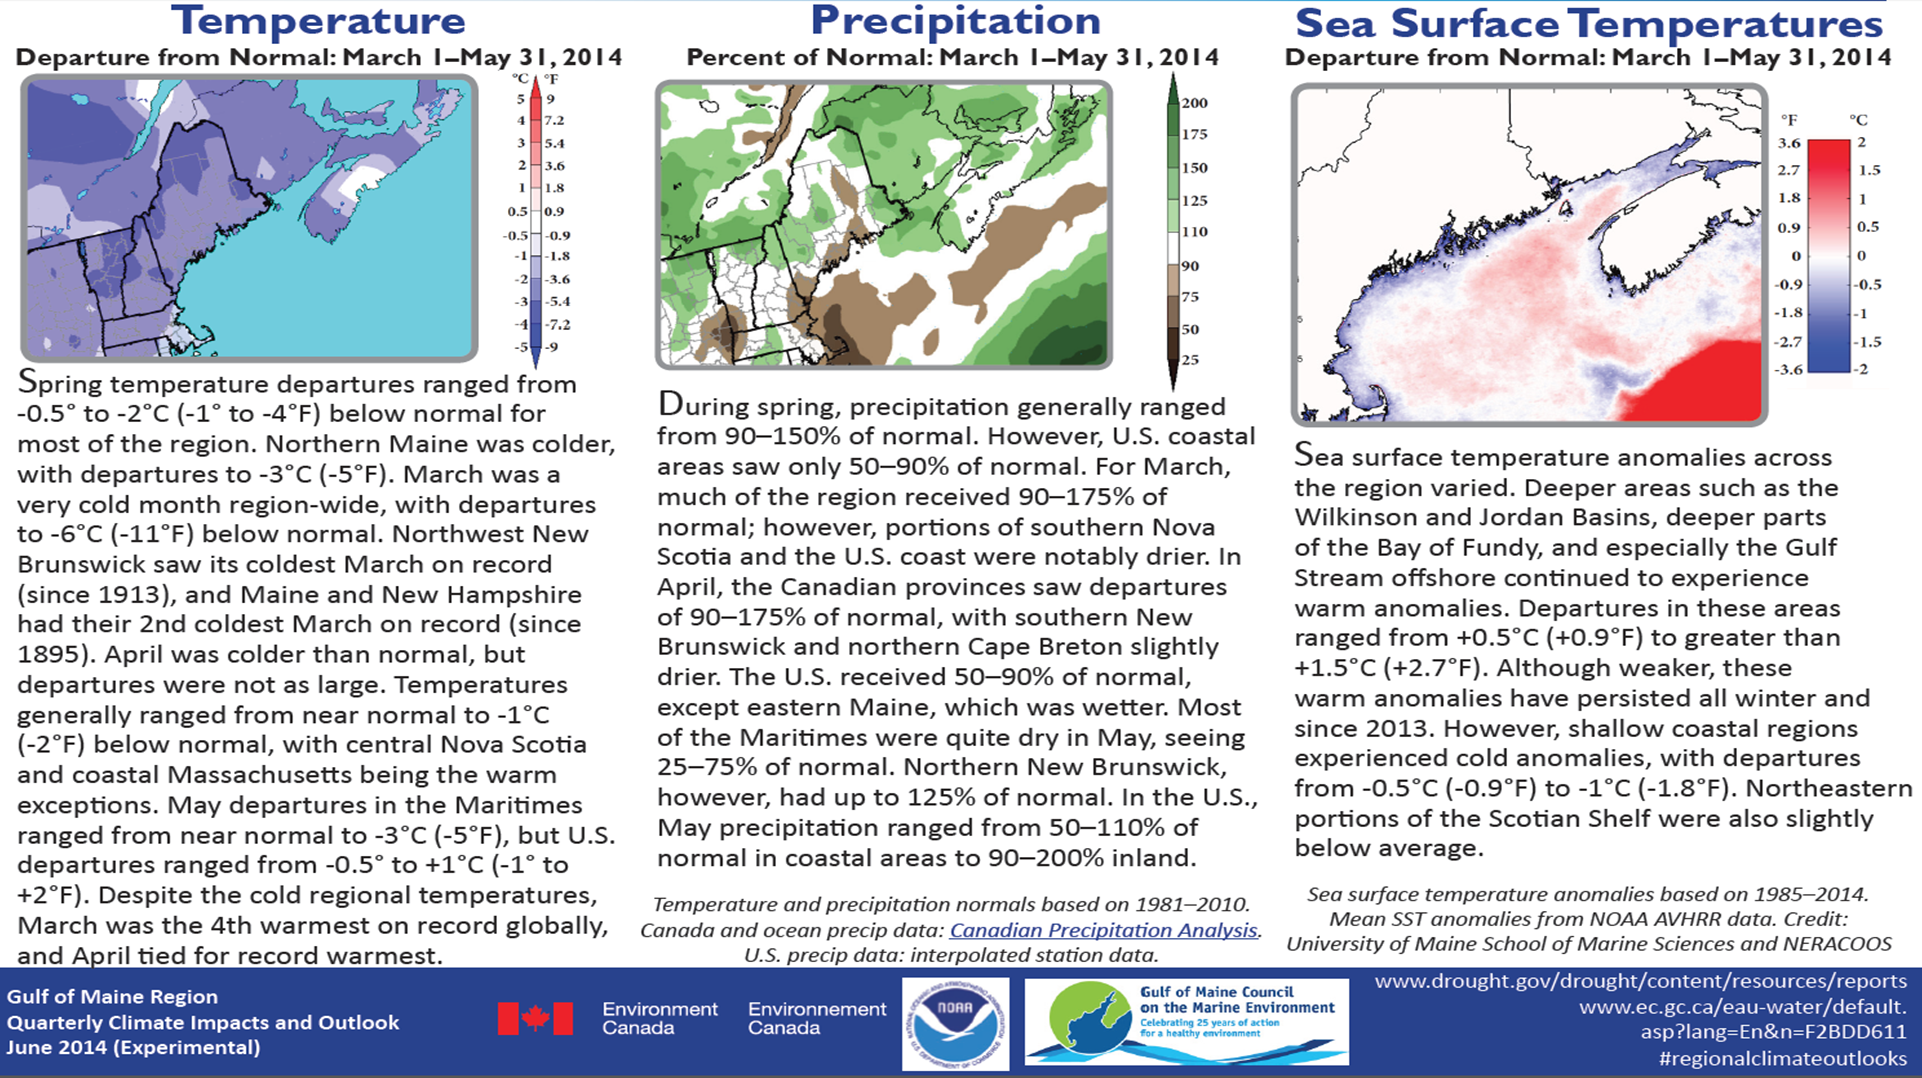 Temperature
Departure from Normal: March 1–May 31, 2014
°C °F
5 9
4 7.2
3 5.4
2 3.6
1 1.8
0.5 0.9
-0.5 -0.9
-1 -1.8
-2 -3.6
-3 -5.4
-4 -7.2
-5 -9
Spring temperature departures ranged from
-0.5° to -2°C (-1° to -4°F) below normal for
most of the region. Northern Maine was colder,
with departures to -3°C (-5°F). March was a
very cold month region-wide, with departures
to -6°C (-11°F) below normal. Northwest New
Brunswick saw its coldest March on record
(since 1913), and Maine and New Hampshire
had their 2nd coldest March on record (since
1895). April was colder than normal, but
departures were not as large. Temperatures
generally ranged from near normal to -1°C
(-2°F) below normal, with central Nova Scotia
and coastal Massachusetts being the warm
exceptions. May departures in the Maritimes
ranged from near normal to -3°C (-5°F), but U.S.
departures ranged from -0.5° to +1°C (-1° to
+2°F). Despite the cold regional temperatures,
March was the 4th warmest on record globally,
and April tied for record warmest.
Precipitation
Percent of Normal: March 1–May 31, 2014
200
175
150
125
110
90
75
50
25
During spring, precipitation generally ranged
from 90–150% of normal. However, U.S. coastal
areas saw only 50–90% of normal. For March,
much of the region received 90–175% of
normal; however, portions of southern Nova
Scotia and the U.S. coast were notably drier. In
April, the Canadian provinces saw departures
of 90–175% of normal, with southern New
Brunswick and northern Cape Breton slightly
drier. The U.S. received 50–90% of normal,
except eastern Maine, which was wetter. Most
of the Maritimes were quite dry in May, seeing
25–75% of normal. Northern New Brunswick,
however, had up to 125% of normal. In the U.S.,
May precipitation ranged from 50–110% of
normal in coastal areas to 90–200% inland.
Temperature and precipitation normals based on 1981–2010.
Canada and ocean precip data: Canadian Precipitation Analysis.
U.S. precip data: interpolated station data.
Sea Surface Temperatures
Departure from Normal: March 1–May 31, 2014
°F °C
3.6 2
2.7 1.5
1.8 1
0.9 0.5
0 0
-0.9 -0.5
-1.8 -1
-2.7 -1.5
-3.6 -2
5
5
Sea surface temperature anomalies across
the region varied. Deeper areas such as the
Wilkinson and Jordan Basins, deeper parts
of the Bay of Fundy, and especially the Gulf
Stream offshore continued to experience
warm anomalies. Departures in these areas
ranged from +0.5°C (+0.9°F) to greater than
+1.5°C (+2.7°F). Although weaker, these
warm anomalies have persisted all winter and
since 2013. However, shallow coastal regions
experienced cold anomalies, with departures
from -0.5°C (-0.9°F) to -1°C (-1.8°F). Northeastern
portions of the Scotian Shelf were also slightly
below average.
Sea surface temperature anomalies based on 1985–2014.
Mean SST anomalies from NOAA AVHRR data. Credit:
University of Maine School of Marine Sciences and NERACOOS
Gulf of Maine Region
Quarterly Climate Impacts and Outlook
June 2014 (Experimental)
Environment
Canada
Environnement
Canada
NATIONAL OCEANIC AND ATMOSPHERIC ADMINISTRATION
NOAA
U.S. DEPARTMENT OF COMMERCE
Gulf of Maine Council
on the Marine Environment
Celebrating 25 years of action
for a healthy environment
www.drought.gov/drought/content/resources/reports
www.ec.gc.ca/eau-water/default.
asp?lang=En&n=F2BDD611
#regionalclimateoutlooks